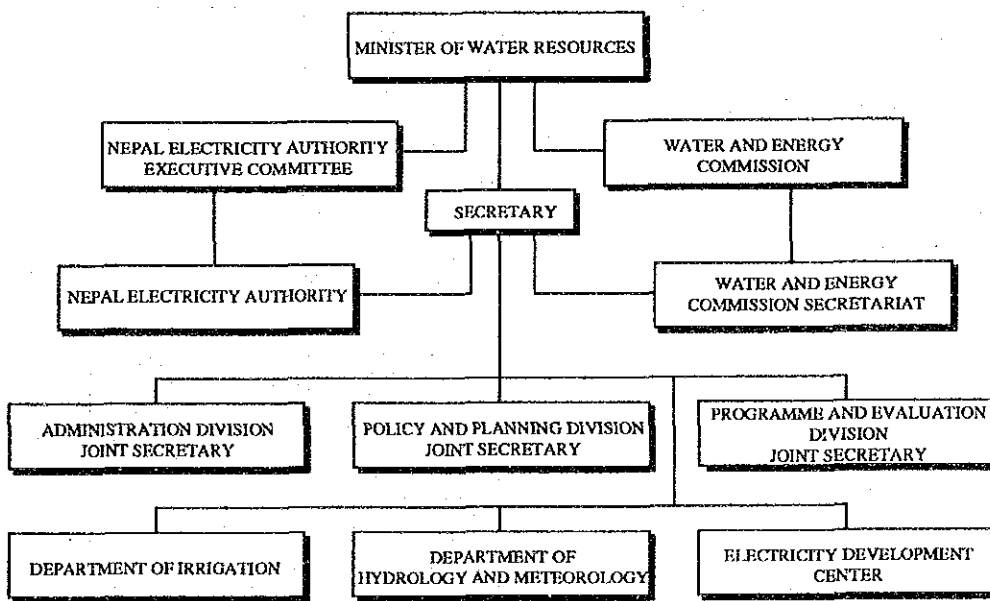 MINISTER OF WATER RESOURCES
NEPAL ELECTRICITY AUTHORITY
EXECUTIVE COMMITTEE
WATER AND ENERGY
COMMISSION
SECRETARY
NEPAL ELECTRICITY AUTHORITY
WATER AND ENERGY
COMMISSION SECRETARIAT
ADMINISTRATION DIVISION
JOINT SECRETARY
POLICY AND PLANNING DIVISION
JOINT SECRETARY
PROGRAMME AND EVALUATION
DIVISION
JOINT SECRETARY
DEPARTMENT OF IRRIGATION
DEPARTMENT OF
HYDROLOGY AND METEOROLOGY
ELECTRICITY DEVELOPMENT
CENTER